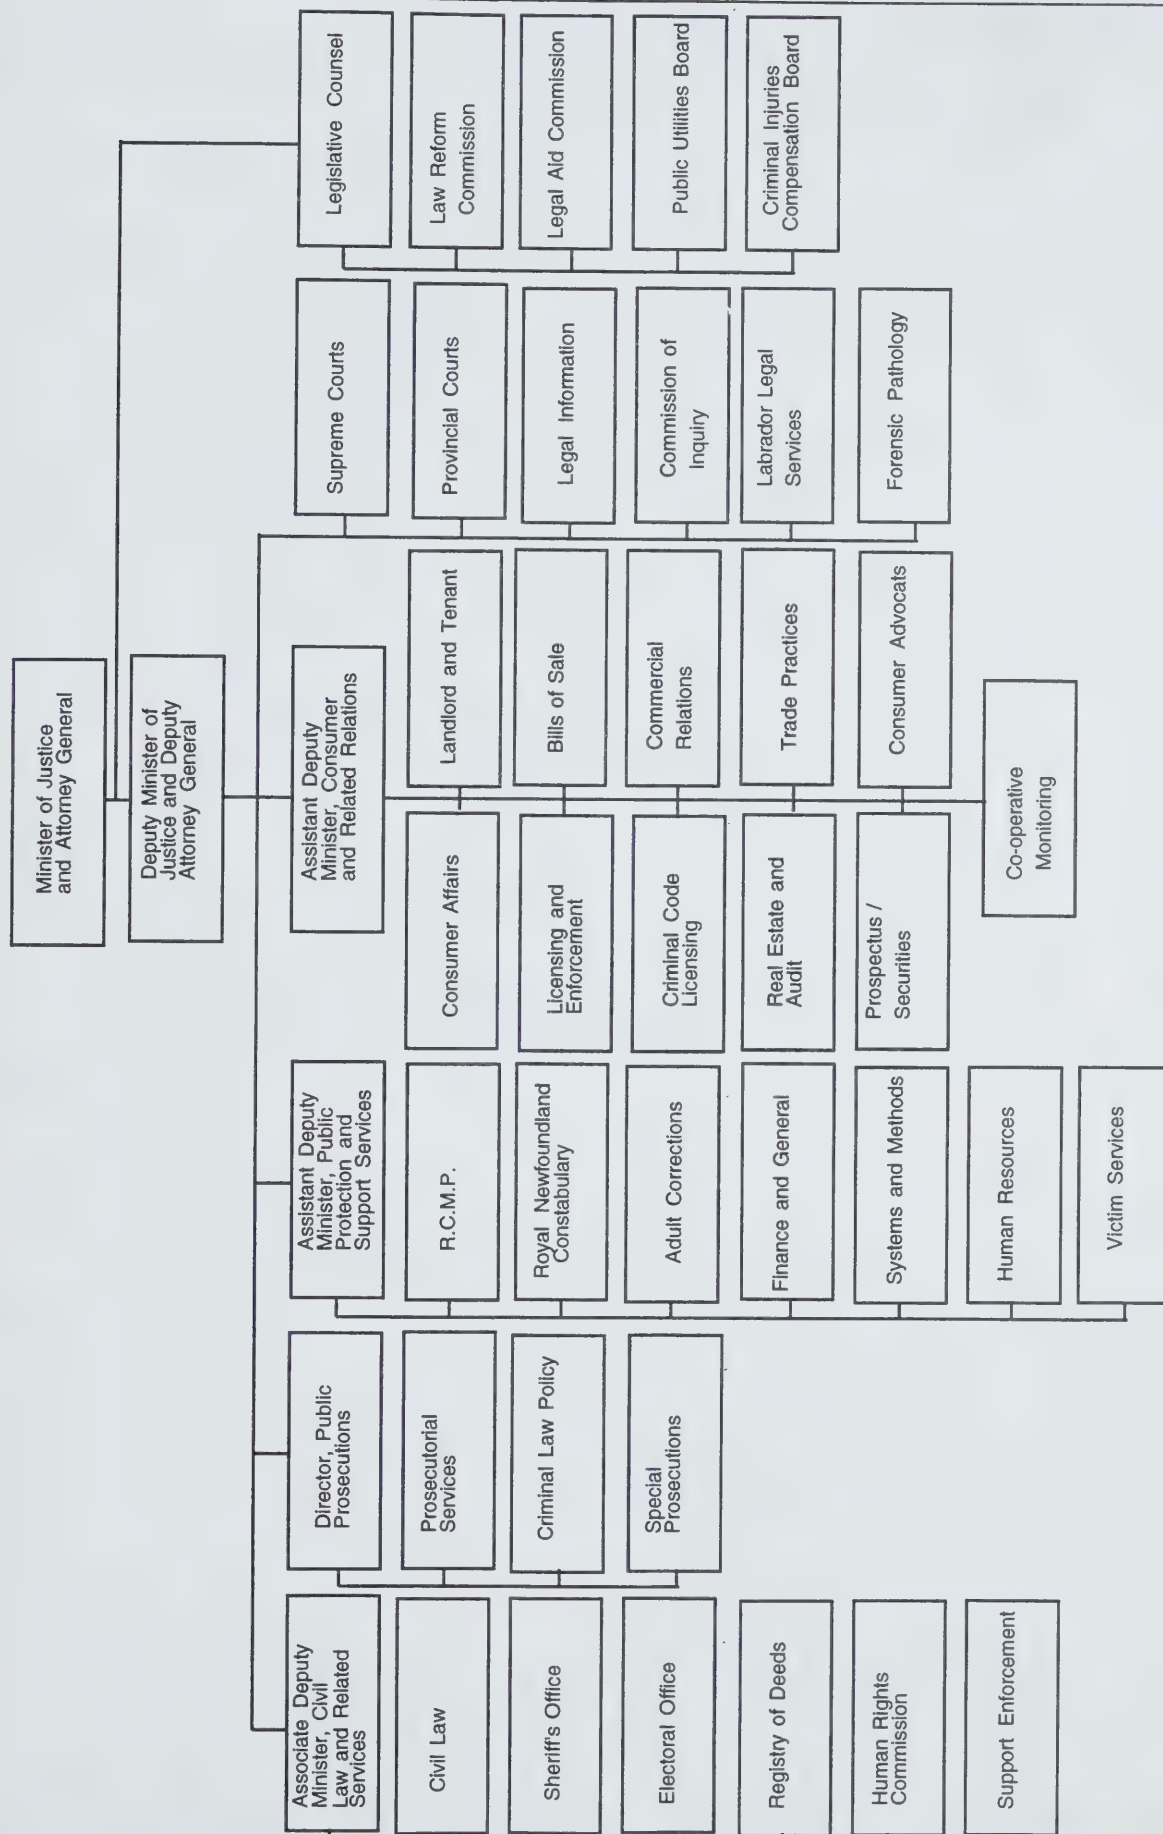 Minister of Justice
and Attorney General
Deputy Minister of
Justice and Deputy
Attorney General
Associate Deputy
Minister, Civil
Law and Related
Services
Civil Law
Sheriff's Office
Electoral Office
Registry of Deeds
Human Rights
Commission
Support Enforcement
Director, Public
Prosecutions
Prosecutorial
Services
Criminal Law Policy
Special
Prosecutions
Assistant Deputy
Minister, Public
Protection and
Support Services
R.C.M.P.
Royal Newfoundland
Constabulary
Adult Corrections
Finance and General
Systems and Methods
Human Resources
Victim Services
Assistant Deputy
Minister, Consumer
and Related Relations
Consumer Affairs
Licensing and
Enforcement
Criminal Code
Licensing
Real Estate and
Audit
Prospectus /
Securities
Landlord and Tenant
Bills of Sale
Commercial
Relations
Trade Practices
Consumer Advocats
Co-operative
Monitoring
Supreme Courts
Provincial Courts
Legal Information
Commission of
Inquiry
Labrador Legal
Services
Forensic Pathology
Legislative Counsel
Law Reform
Commission
Legal Aid Commission
Public Utilities Board
Criminal Injuries
Compensation Board